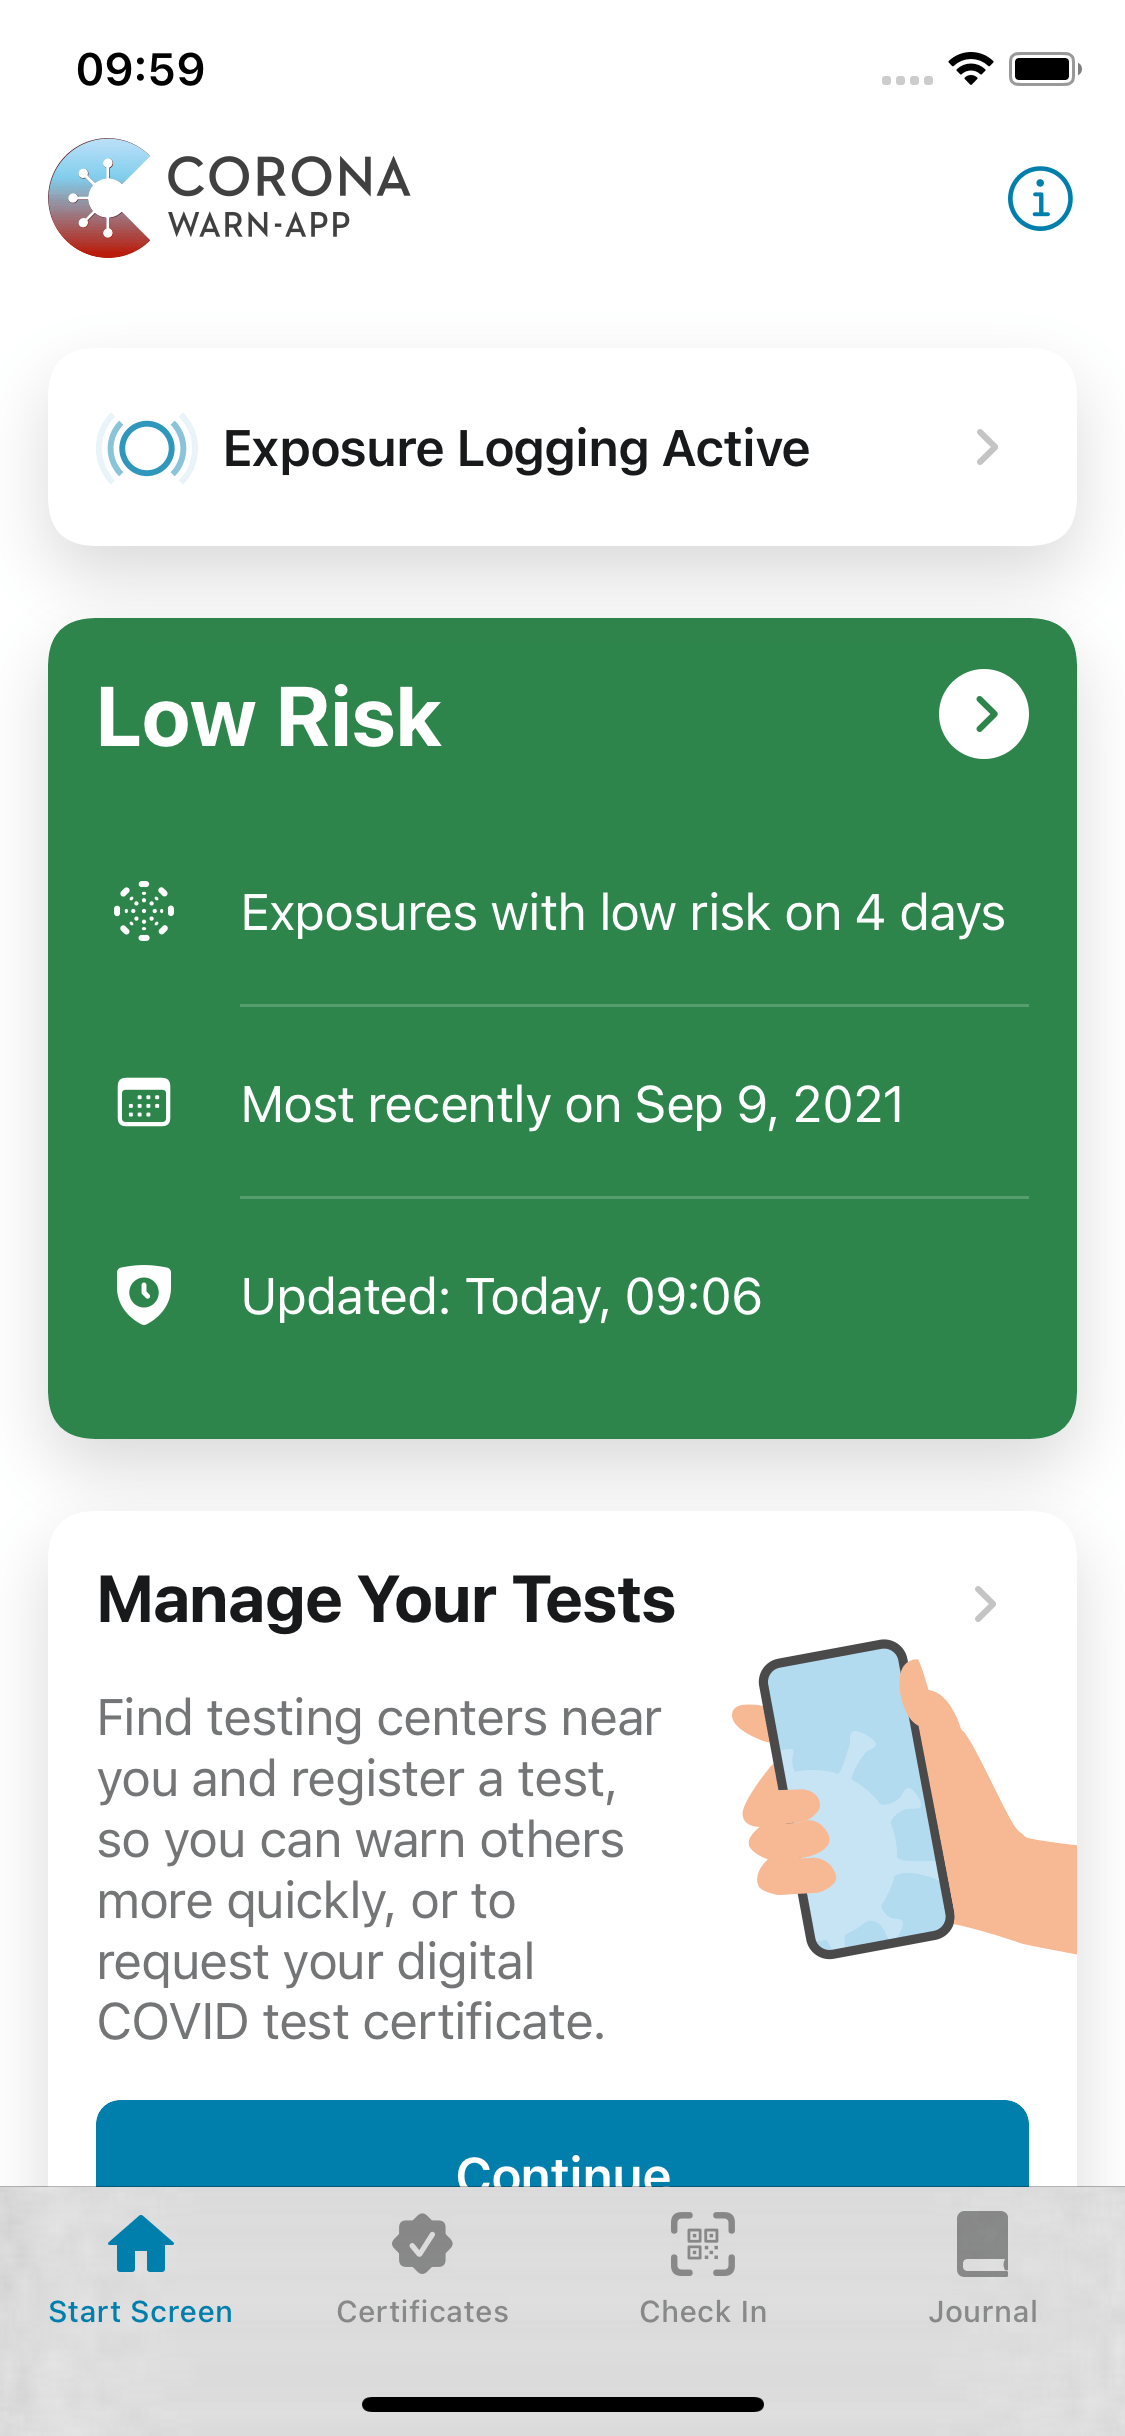 09:59
CORONA
WARN-APP
Exposure Logging Active
Low Risk
Exposures with low risk on 4 days
Most recently on Sep 9, 2021
Updated: Today, 09:06
Manage Your Tests
Find testing centers near
you and register a test,
so you can warn others
more quickly, or to
request your digital
COVID test certificate.
Continue
Start Screen
Certificates
Check In
Journal